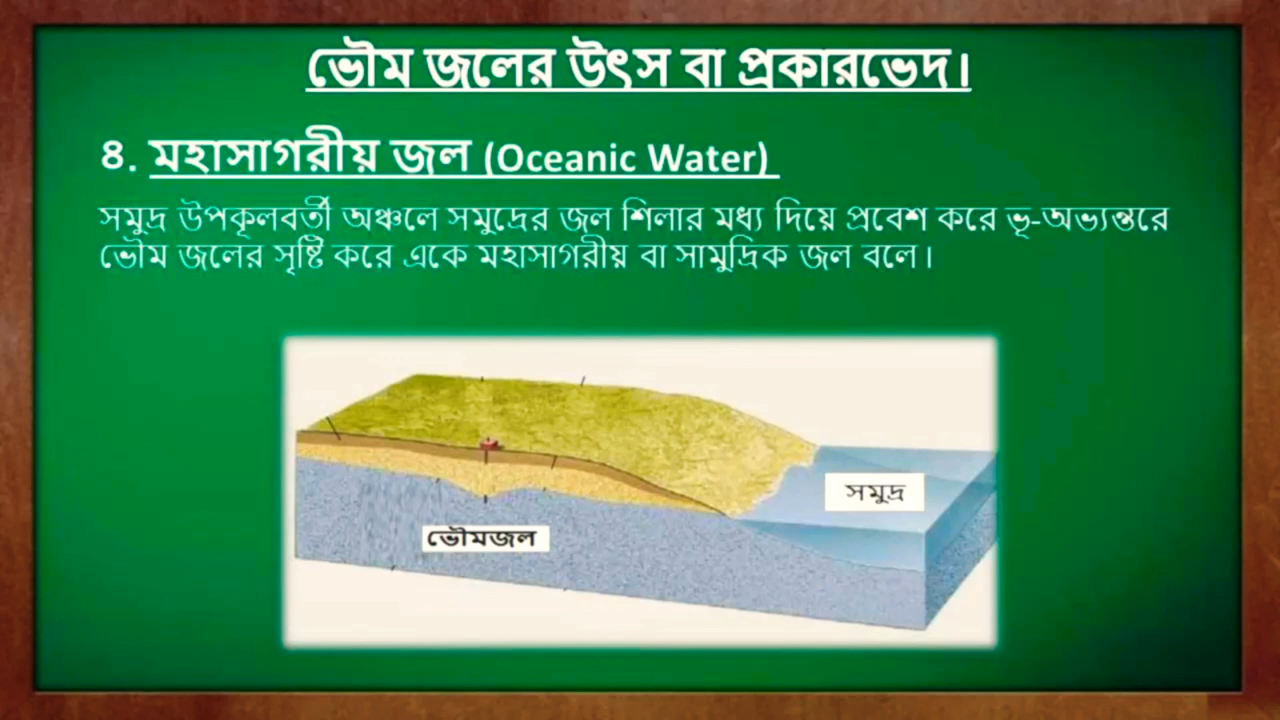 ভৌম জলের উৎস বা প্রকারভেদ।
৪. মহাসাগরীয় জল (Oceanic Water)
সমুদ্র উপকূলবর্তী অঞ্চলে সমুদ্রের জল শিলার মধ্য দিয়ে প্রবেশ করে ভূ-অভ্যন্তরে
ভৌম জলের সৃষ্টি করে একে মহাসাগরীয় বা সামুদ্রিক জল বলে।
সমুদ্র
ভৌমজল